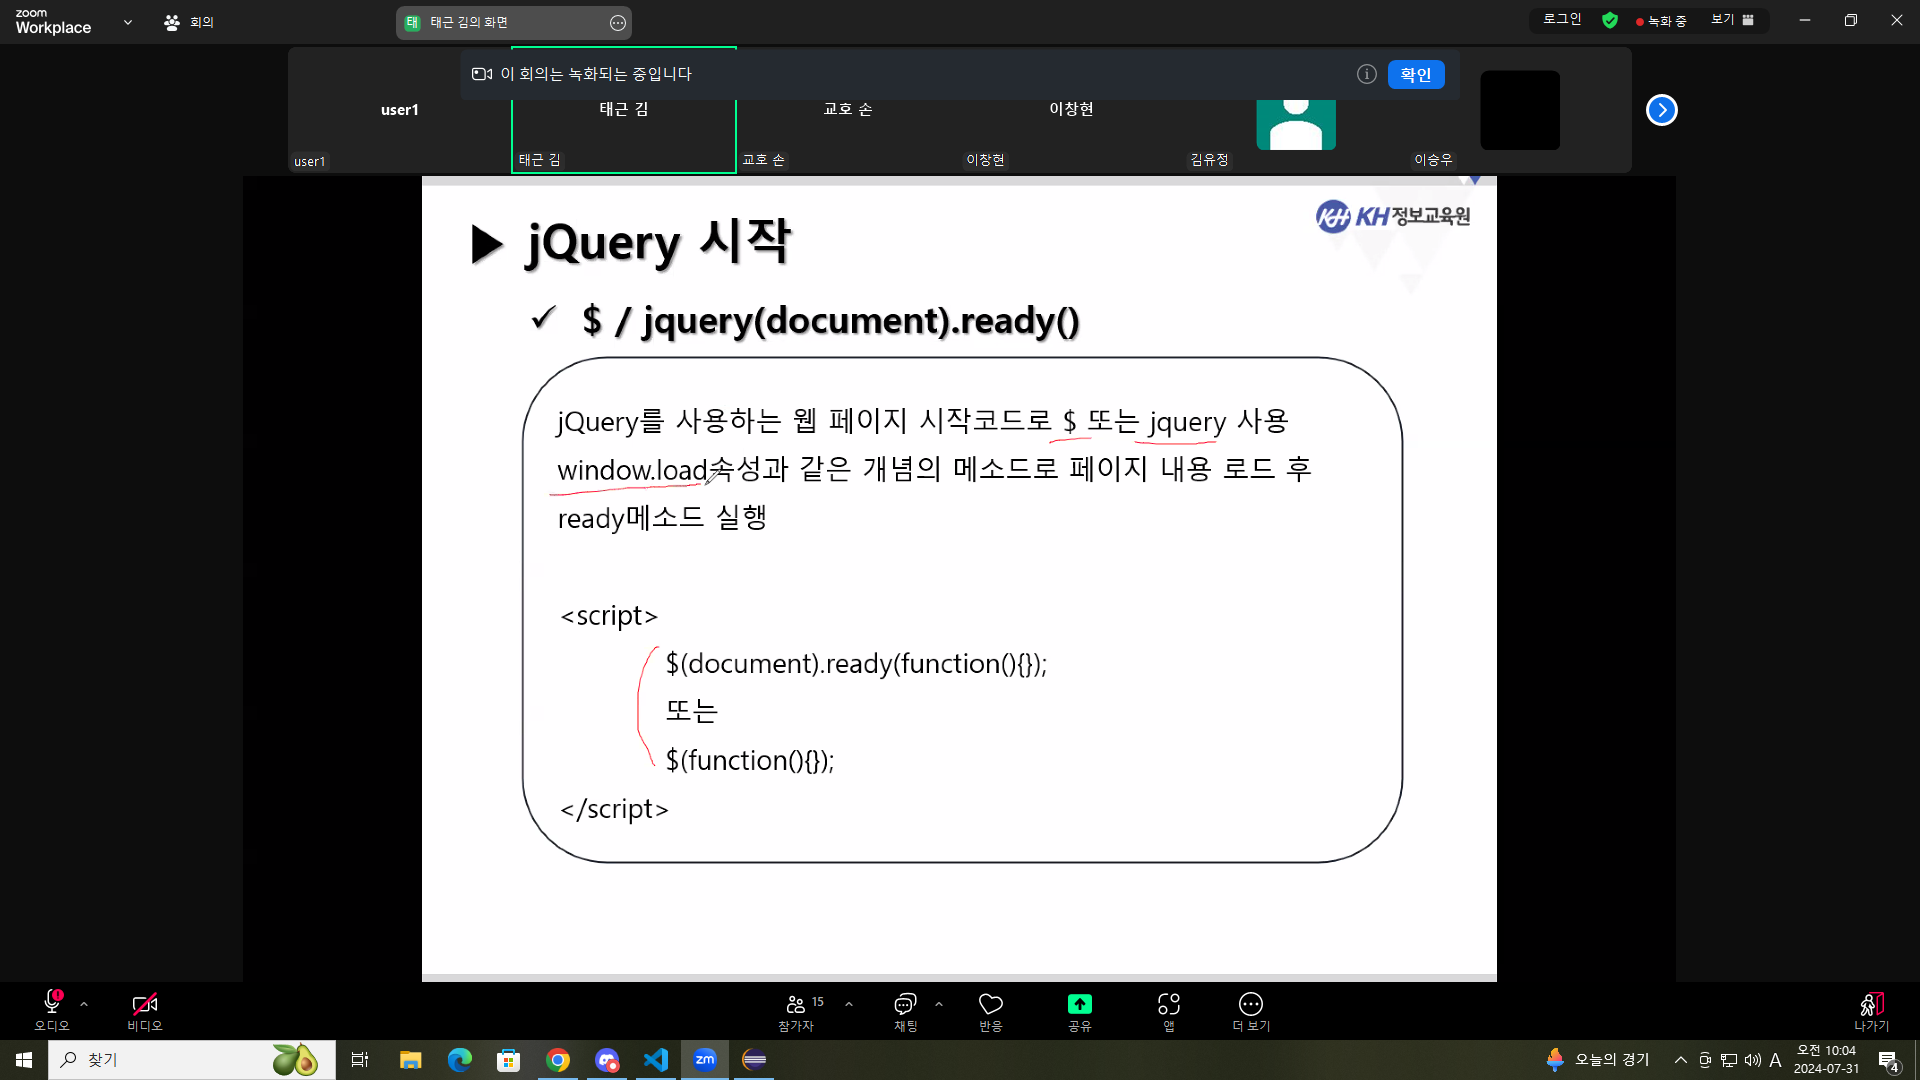 zoom
Workplace
회의
태 태근 김의 화면
로그인
녹화 중
보기
이 회의는 녹화되는 중입니다
확인
user1
태근 김
교호 손
이창현
user1
태근 김
교호 손
이창현
김유정
이승우
▶ jQuery 시작
KH KH정보교육원
✓ $ / jquery(document).ready()
jQuery를 사용하는 웹 페이지 시작코드로 $ 또는 jquery 사용
window.load속성과 같은 개념의 메소드로 페이지 내용 로드 후
ready메소드 실행
<script>
$(document).ready(function(){});
또는
$(function(){});
</script>
오디오
비디오
15
참가자
채팅
반응
공유
앱
더 보기
나가기
찾기
zm
오늘의 경기
A
오전 10:04
2024-07-31
4